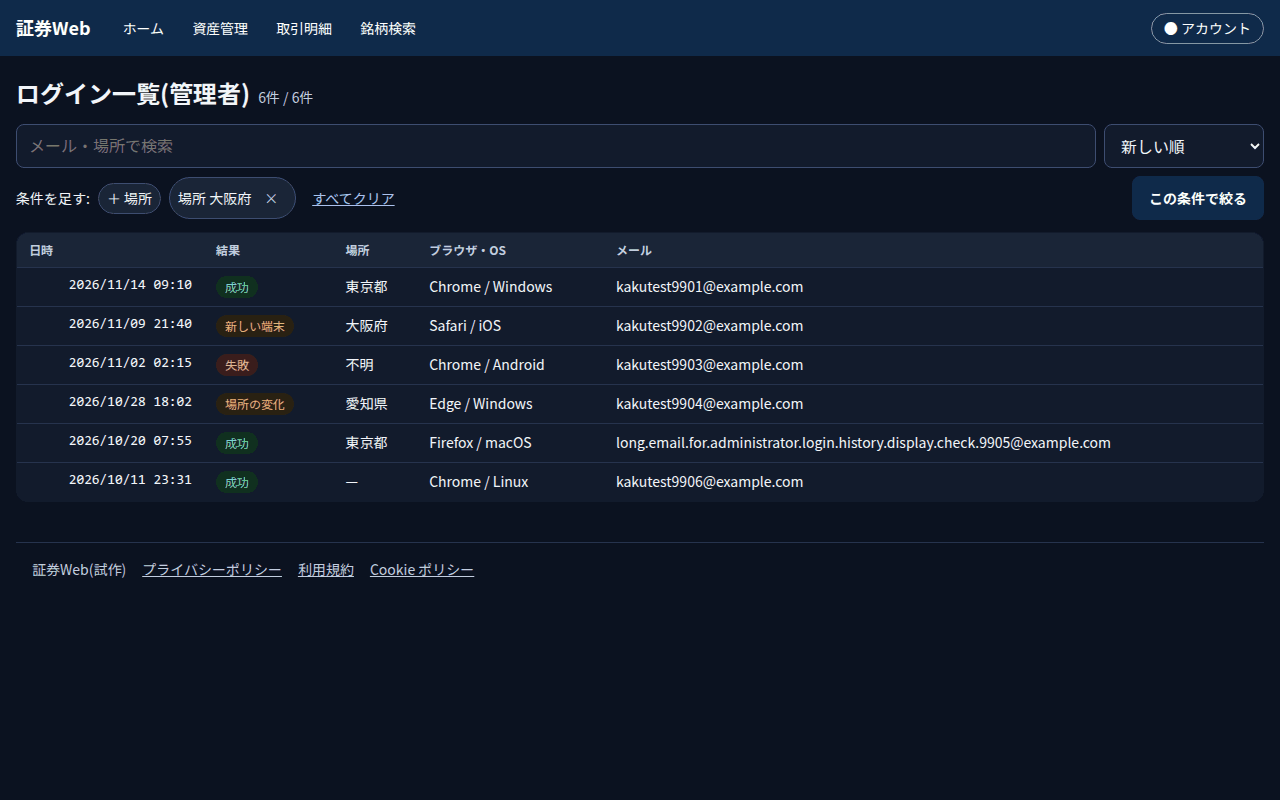 証券Web ホーム 資産管理 取引明細 銘柄検索 アカウント
ログイン一覧(管理者) 6件 / 6件
メール・場所で検索 新しい順
条件を足す: ＋ 場所 場所 大阪府 × すべてクリア この条件で絞る
日時 結果 場所 ブラウザ・OS メール
2026/11/14 09:10 成功 東京都 Chrome / Windows kakutest9901@example.com
2026/11/09 21:40 新しい端末 大阪府 Safari / iOS kakutest9902@example.com
2026/11/02 02:15 失敗 不明 Chrome / Android kakutest9903@example.com
2026/10/28 18:02 場所の変化 愛知県 Edge / Windows kakutest9904@example.com
2026/10/20 07:55 成功 東京都 Firefox / macOS long.email.for.administrator.login.history.display.check.9905@example.com
2026/10/11 23:31 成功 — Chrome / Linux kakutest9906@example.com
証券Web(試作) プライバシーポリシー 利用規約 Cookie ポリシー